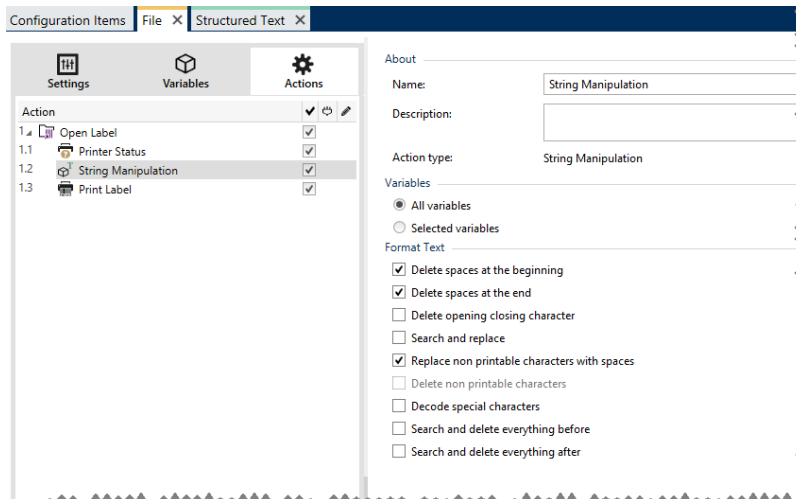 Configuration Items File Structured Text
Settings Variables Actions
Action
1 Open Label
1.1 Printer Status
1.2 String Manipulation
1.3 Print Label
About
Name: String Manipulation
Description:
Action type: String Manipulation
Variables
All variables
Selected variables
Format Text
Delete spaces at the beginning
Delete spaces at the end
Delete opening closing character
Search and replace
Replace non printable characters with spaces
Delete non printable characters
Decode special characters
Search and delete everything before
Search and delete everything after